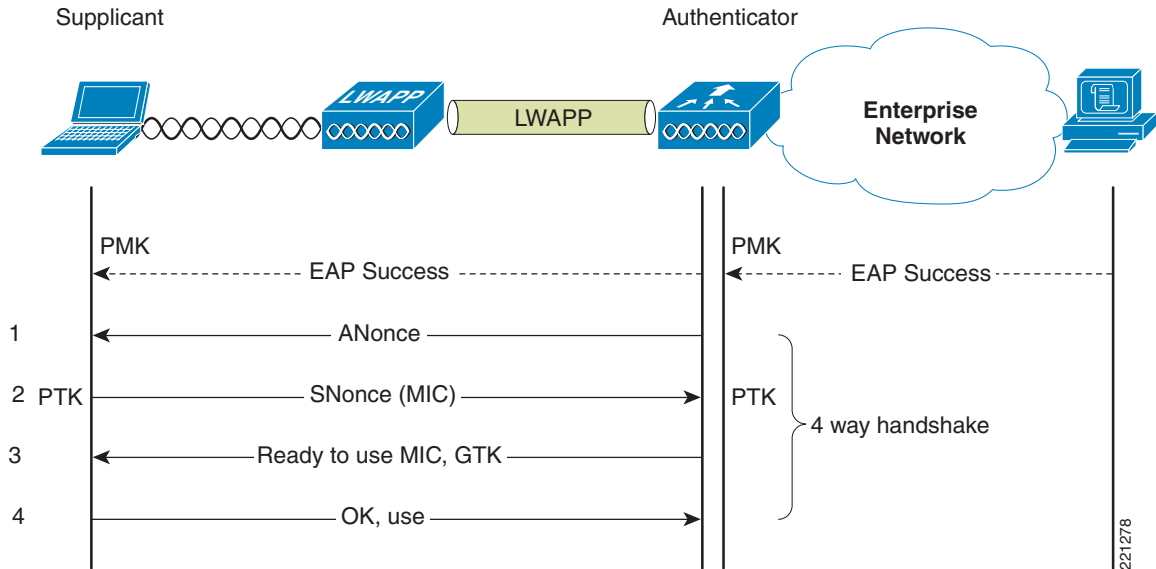 Supplicant
Authenticator
LWAPP
LWAPP
Enterprise
Network
PMK
EAP Success
PMK
EAP Success
1
ANonce
2
PTK
SNonce (MIC)
PTK
4 way handshake
3
Ready to use MIC, GTK
4
OK, use
221278